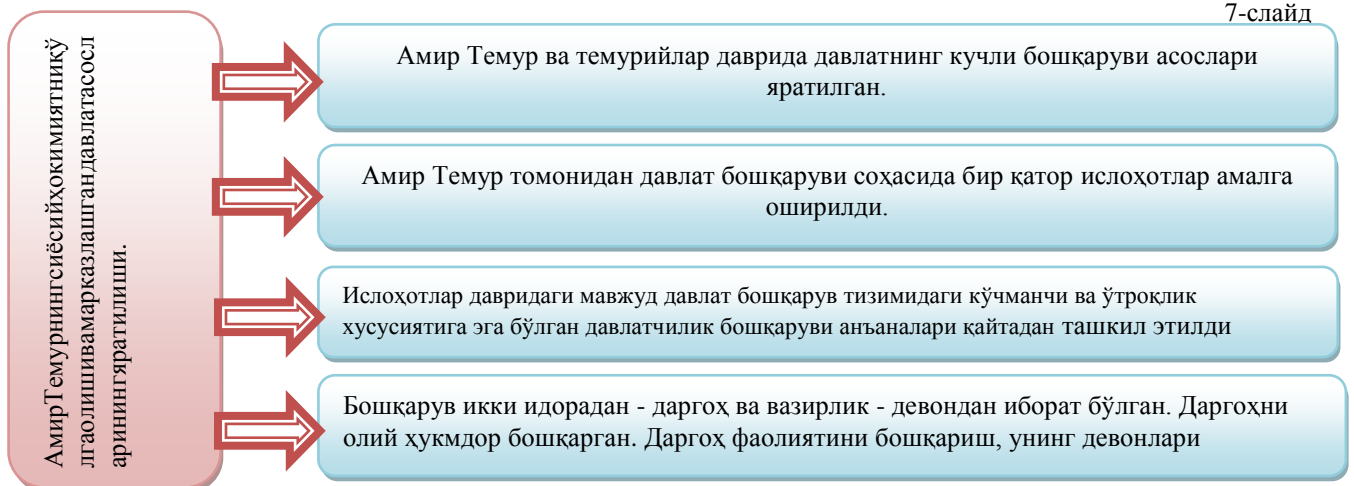 7-слайд
АмирТемурнингсиёсийҳокимиятниқў
лгаолишивамарказлашгандавлатасосл
аринингяратилиши.
Амир Темур ва темурийлар даврида давлатнинг кучли бошқаруви асослари
яратилган.
Амир Темур томонидан давлат бошқаруви соҳасида бир қатор ислоҳотлар амалга
оширилди.
Ислоҳотлар давридаги мавжуд давлат бошқарув тизимидаги кўчманчи ва ўтроқлик
хусусиятига эга бўлган давлатчилик бошқаруви анъаналари қайтадан ташкил этилди
Бошқарув икки идорадан - даргоҳ ва вазирлик - девондан иборат бўлган. Даргоҳни
олий ҳукмдор бошқарган. Даргоҳ фаолиятини бошқариш, унинг девонлари